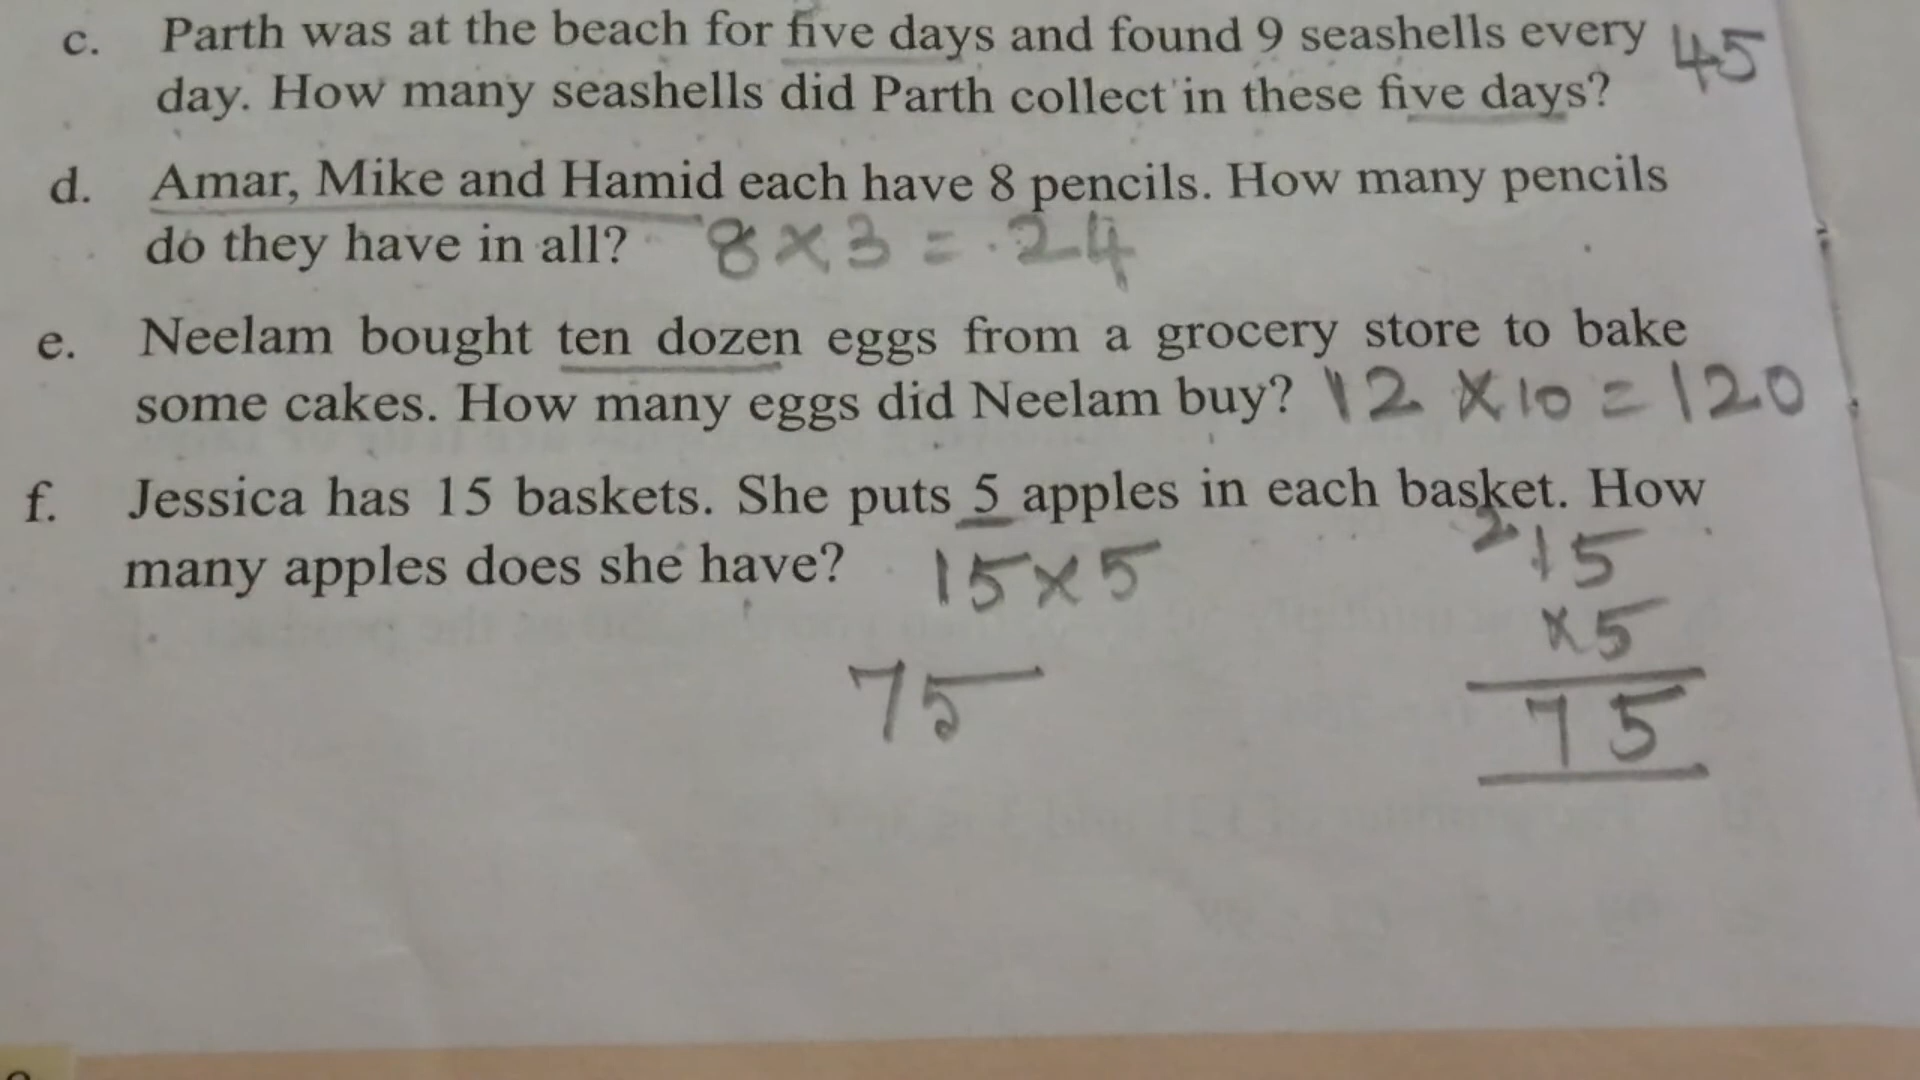 c. Parth was at the beach for five days and found 9 seashells every 45
day. How many seashells did Parth collect in these five days?
d. Amar, Mike and Hamid each have 8 pencils. How many pencils
do they have in all? 8 x 3 = 24
e. Neelam bought ten dozen eggs from a grocery store to bake
some cakes. How many eggs did Neelam buy? 12 x 10 = 120
f. Jessica has 15 baskets. She puts 5 apples in each basket. How
many apples does she have? 15 x 5
75
2 15
x 5
75